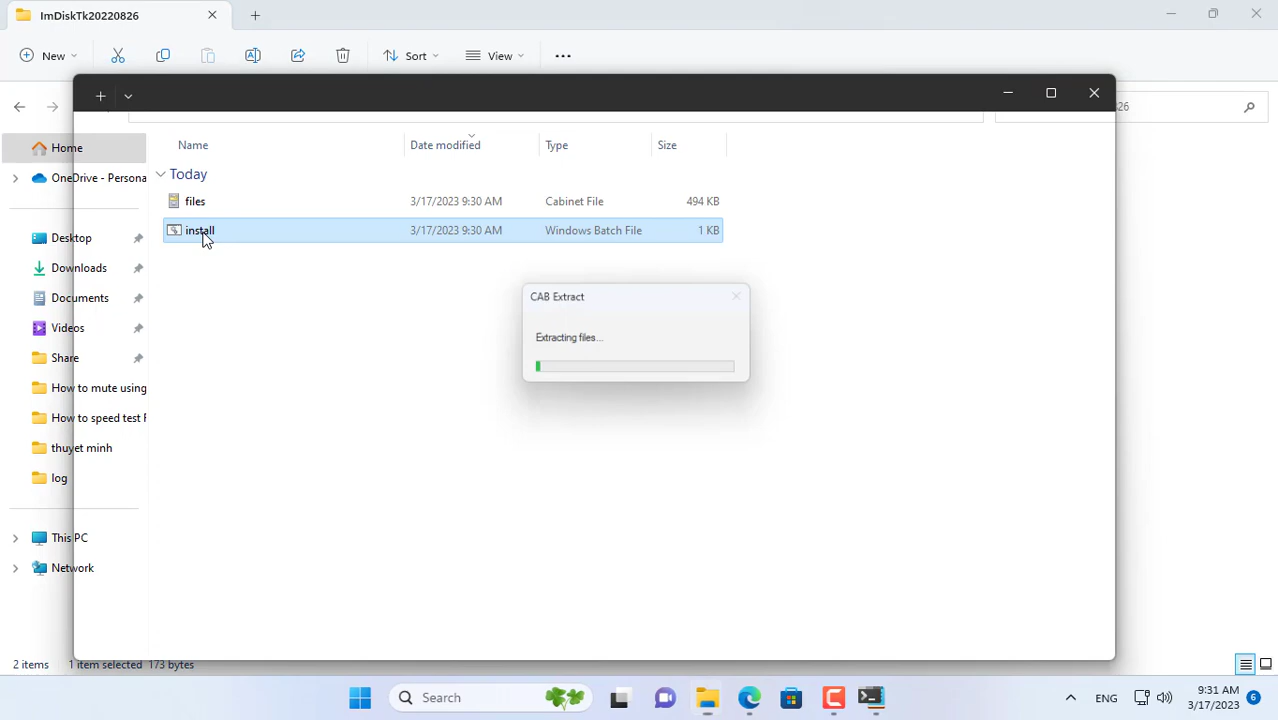 ImDiskTk20220826
New
Sort
View
26
Home
Name
Date modified
Type
Size
OneDrive - Persona
Today
files
3/17/2023 9:30 AM
Cabinet File
494 KB
install
3/17/2023 9:30 AM
Windows Batch File
1 KB
Desktop
Downloads
Documents
Videos
Share
How to mute using
How to speed test F
thuyet minh
log
This PC
Network
CAB Extract
Extracting files...
2 items
1 item selected
173 bytes
Search
ENG
9:31 AM
3/17/2023
6